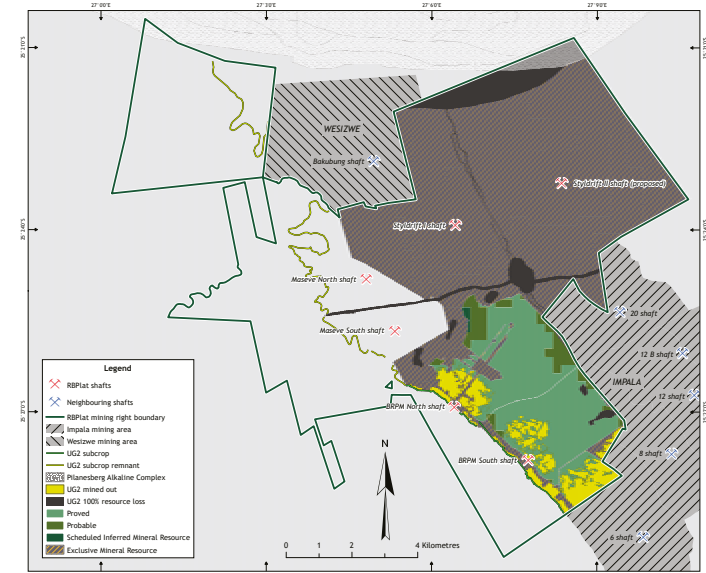 27°0'E 27°3'E 27°6'E 27°9'E
WESIZWE
Bakubung shaft
Styldrift II shaft (proposed)
Styldrift I shaft
Maseve North shaft
Maseve South shaft
20 shaft
12 B shaft
IMPALA
12 shaft
BRPM North shaft
BRPM South shaft
8 shaft
6 shaft
Legend
RBPlat shafts
Neighbouring shafts
RBPlat mining right boundary
Impala mining area
Wesizwe mining area
UG2 subcrop
UG2 subcrop remnant
Pilanesberg Alkaline Complex
UG2 mined out
UG2 100% resource loss
Proved
Probable
Scheduled Inferred Mineral Resource
Exclusive Mineral Resource
N
0 1 2 4 Kilometres